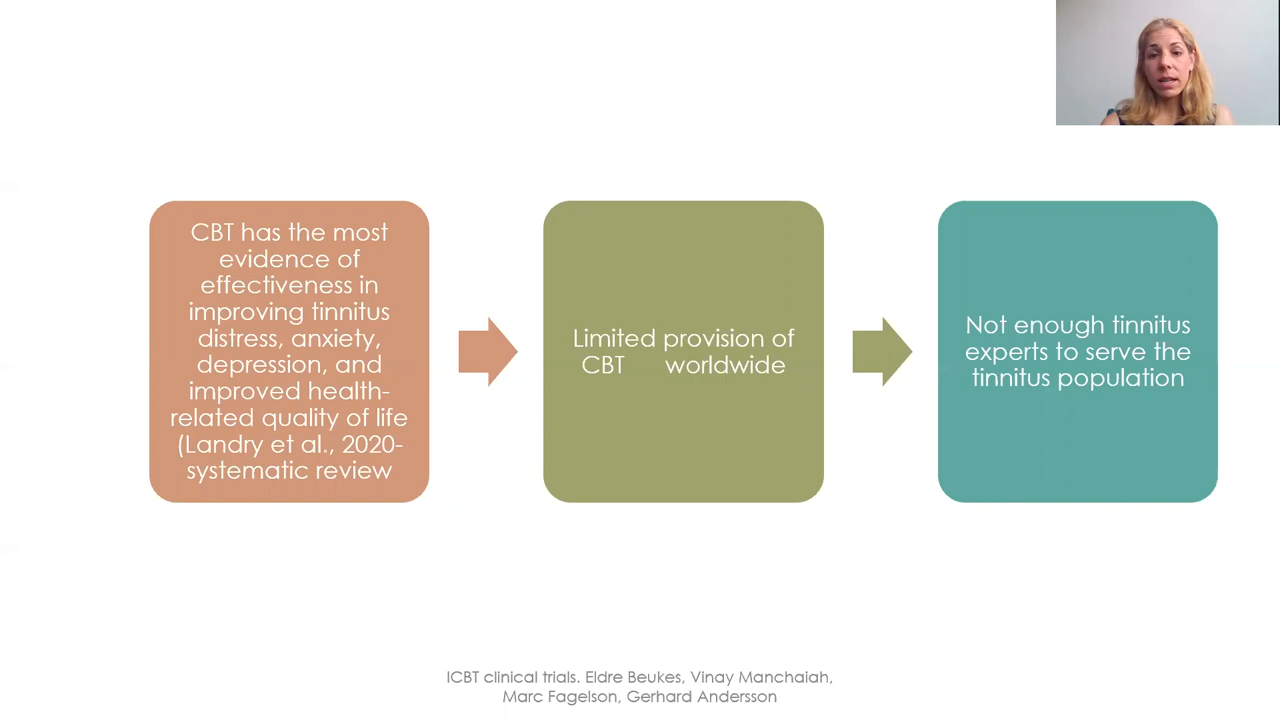 CBT has the most
evidence of
effectiveness in
improving tinnitus
distress, anxiety,
depression, and
improved health-
related quality of life
(Landry et al., 2020-
systematic review
Limited provision of
CBT worldwide
Not enough tinnitus
experts to serve the
tinnitus population
ICBT clinical trials. Eldre Beukes, Vinay Manchaiah,
Marc Fagelson, Gerhard Andersson